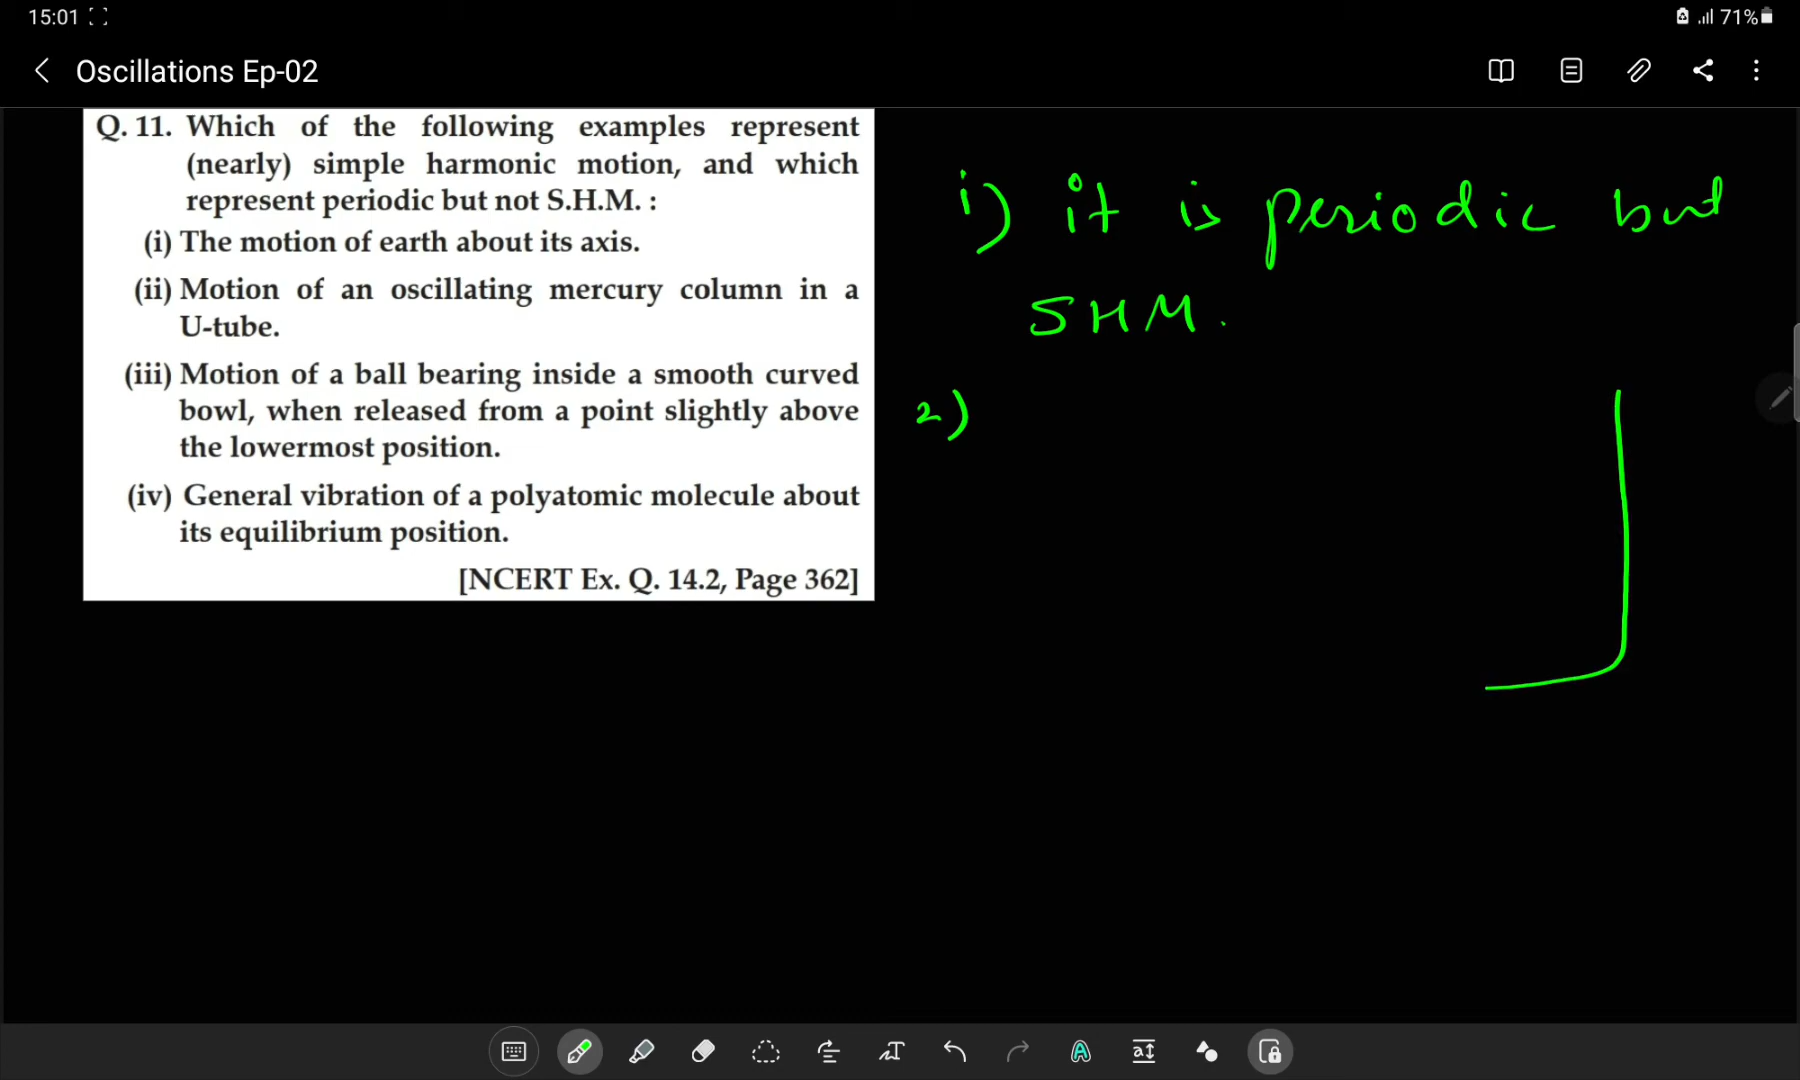 15:01
71%
Oscillations Ep-02
Q. 11. Which of the following examples represent
(nearly) simple harmonic motion, and which
represent periodic but not S.H.M. :
(i) The motion of earth about its axis.
(ii) Motion of an oscillating mercury column in a
U-tube.
(iii) Motion of a ball bearing inside a smooth curved
bowl, when released from a point slightly above
the lowermost position.
(iv) General vibration of a polyatomic molecule about
its equilibrium position.
[NCERT Ex. Q. 14.2, Page 362]
i) it is periodic but
SHM.
2)